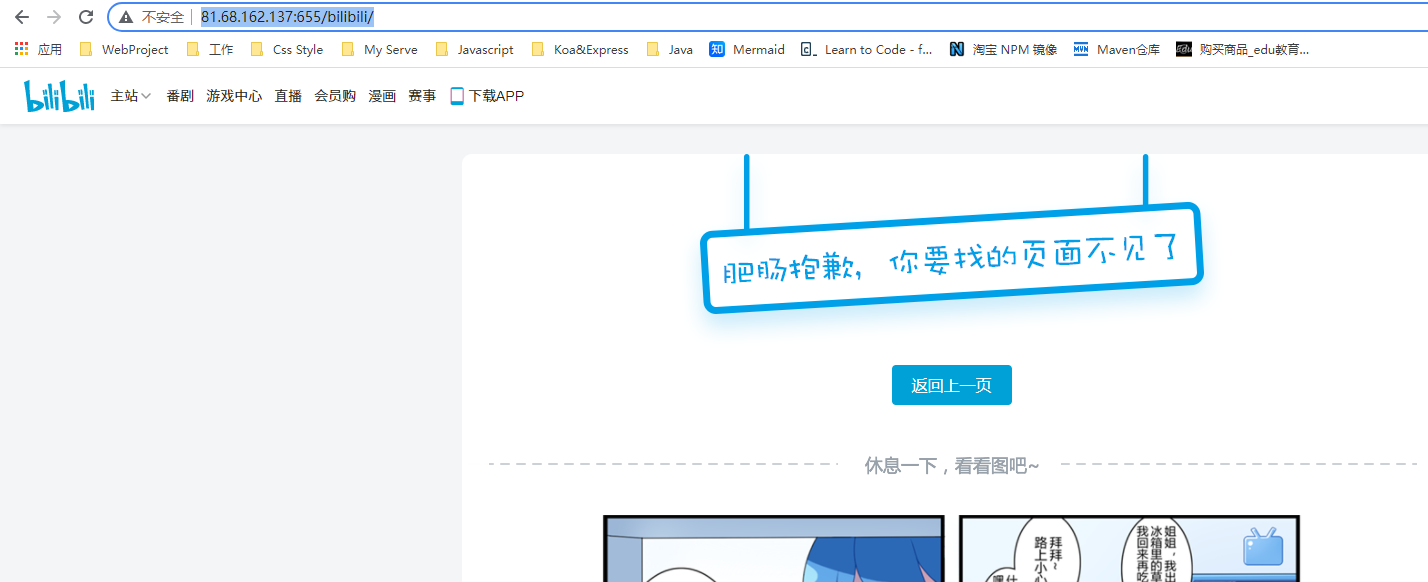 不安全 81.68.162.137:655/bilibili/
应用 WebProject 工作 Css Style My Serve Javascript Koa&Express Java 知 Mermaid Learn to Code - f... 淘宝 NPM 镜像 MVN Maven仓库 Edu 购买商品_edu教育...
bilibili 主站 番剧 游戏中心 直播 会员购 漫画 赛事 下载APP
肥肠抱歉, 你要找的页面不见了
返回上一页
休息一下，看看图吧~
拜拜~
路上小心
姐姐，我出
冰箱里的草
我回来再吃